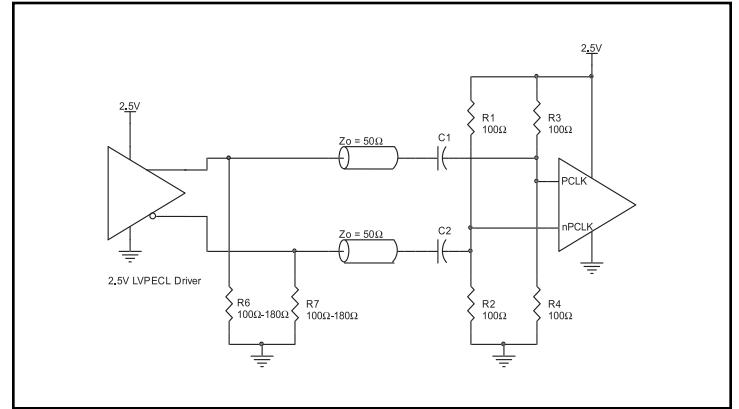 2.5V
2.5V
R1
100Ω
R3
100Ω
Zo = 50Ω
C1
PCLK
nPCLK
Zo = 50Ω
C2
2.5V LVPECL Driver
R6
100Ω-180Ω
R7
100Ω-180Ω
R2
100Ω
R4
100Ω